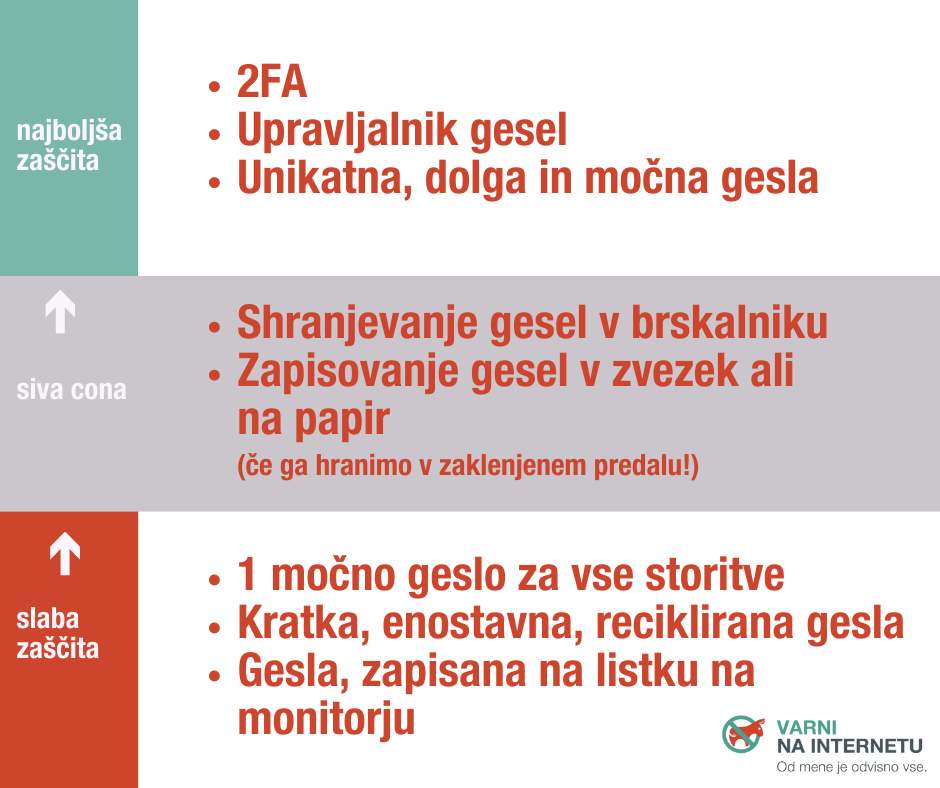 najboljša
zaščita
• 2FA
• Upravljalnik gesel
• Unikatna, dolga in močna gesla
siva cona
• Shranjevanje gesel v brskalniku
• Zapisovanje gesel v zvezek ali
na papir
(če ga hranimo v zaklenjenem predalu!)
slaba
zaščita
• 1 močno geslo za vse storitve
• Kratka, enostavna, reciklirana gesla
• Gesla, zapisana na listku na
monitorju
VARNI
NA INTERNETU
Od mene je odvisno vse.